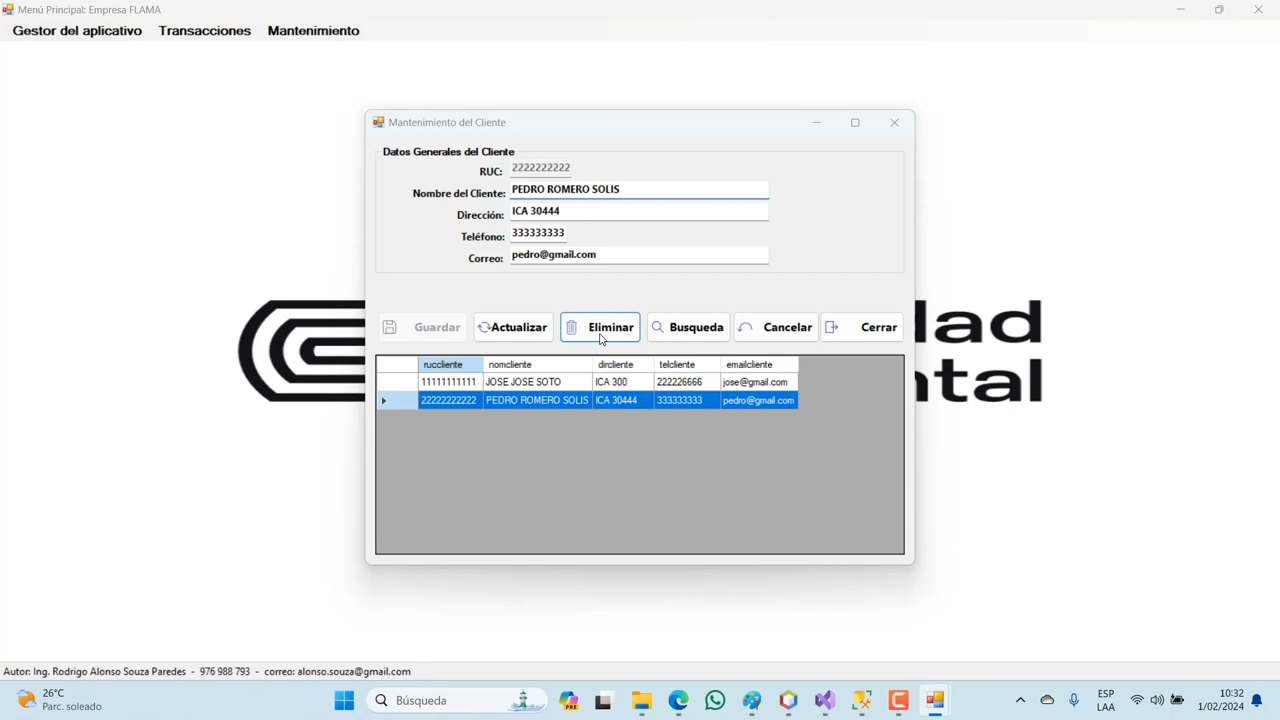 Menú Principal: Empresa FLAMA
Gestor del aplicativo Transacciones Mantenimiento
Mantenimiento del Cliente
Datos Generales del Cliente
RUC: 2222222222
Nombre del Cliente: PEDRO ROMERO SOLIS
Dirección: ICA 30444
Teléfono: 333333333
Correo: pedro@gmail.com
Guardar Actualizar Eliminar Busqueda Cancelar Cerrar
ruccliente nomcliente dircliente telcliente emailcliente
11111111111 JOSE JOSE SOTO ICA 300 222226666 jose@gmail.com
22222222222 PEDRO ROMERO SOLIS ICA 30444 333333333 pedro@gmail.com
dad
ntal
Autor: Ing. Rodrigo Alonso Souza Paredes - 976 988 793 - correo: alonso.souza@gmail.com
26°C
Parc. soleado
Búsqueda
PRE
ESP
LAA
10:32
1/02/2024